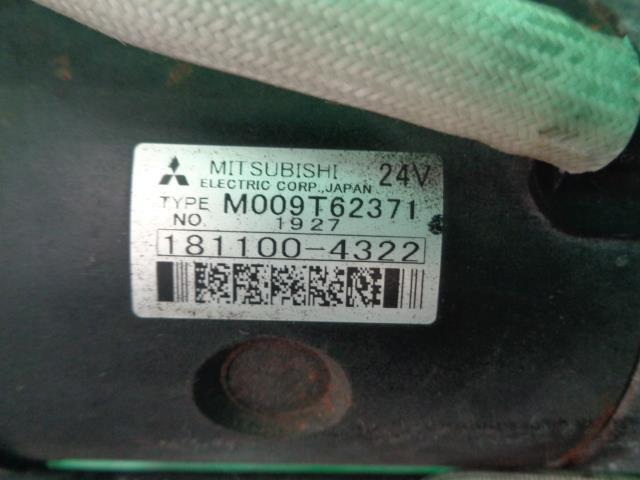 MITSUBISHI 24V
ELECTRIC CORP., JAPAN
TYPE M009T62371
NO. 1927
181100-4322